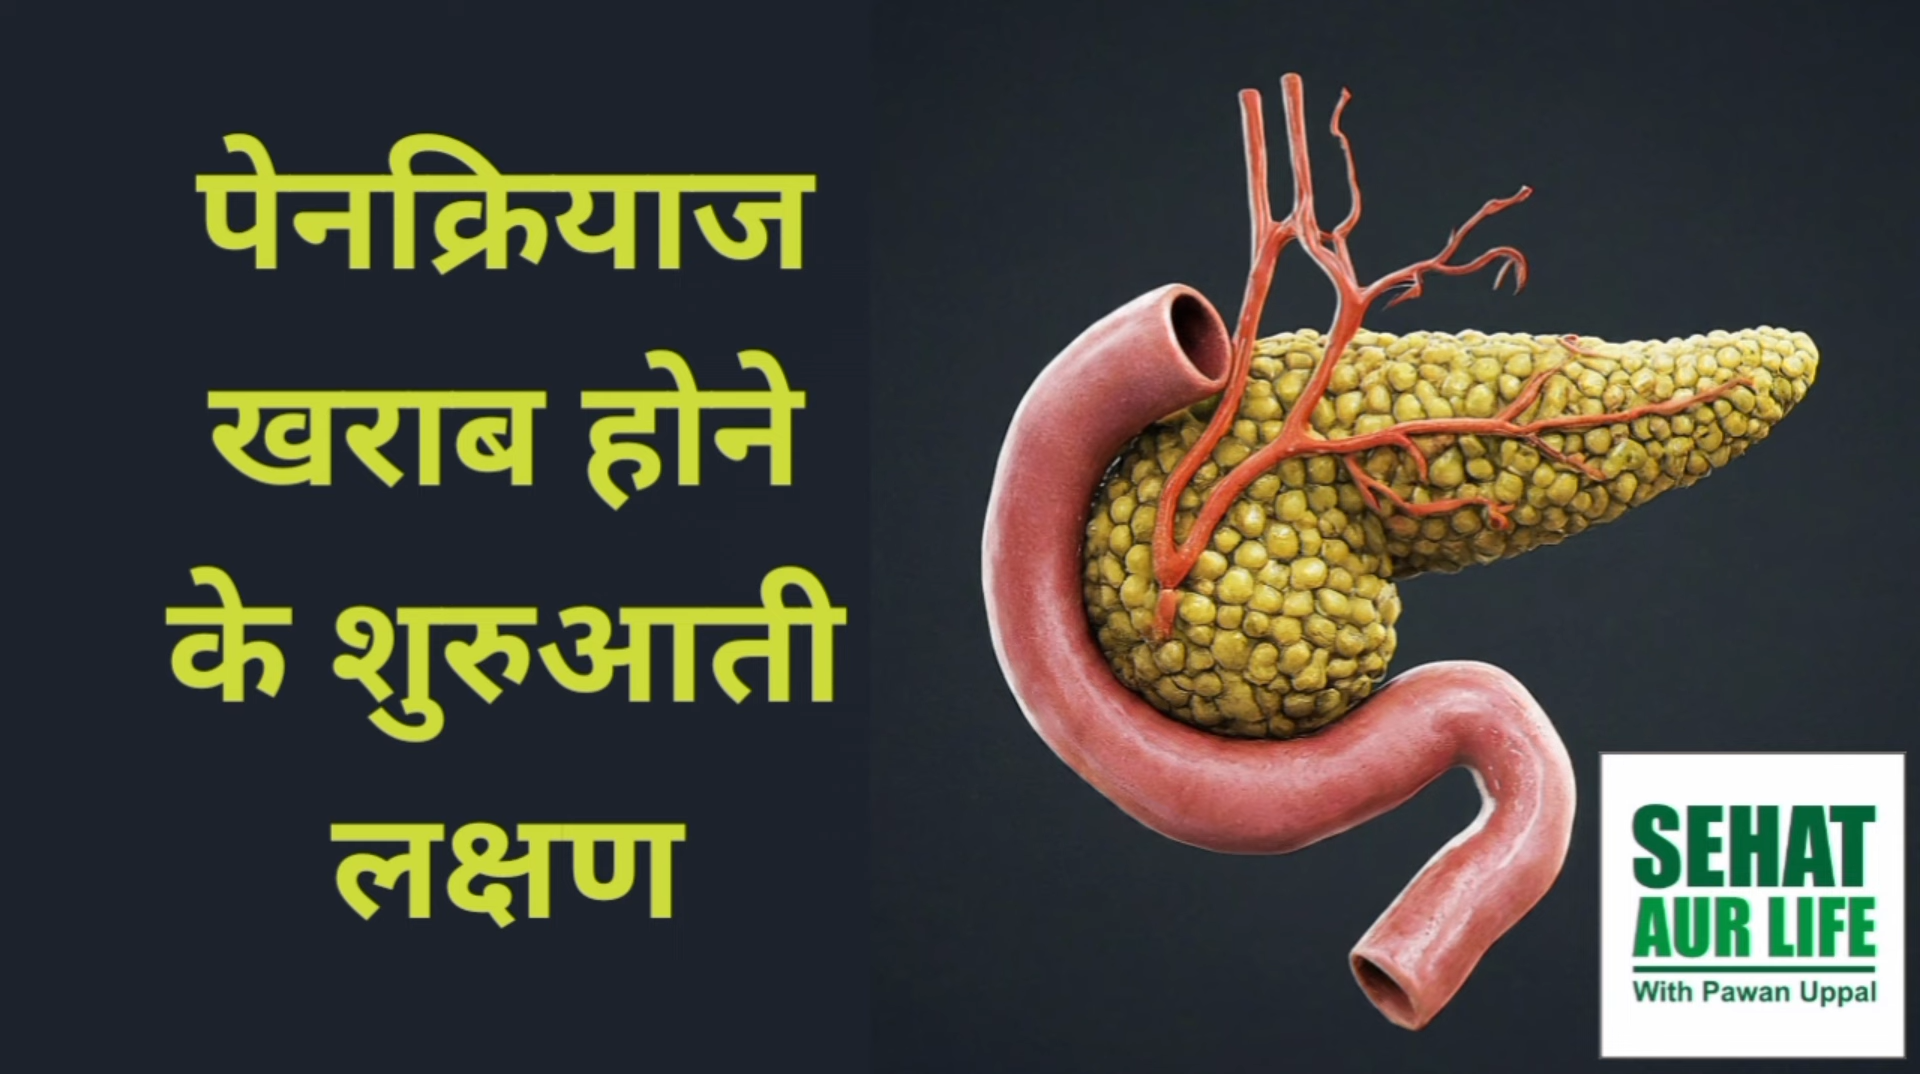 पेनक्रियाज
खराब होने
के शुरुआती
लक्षण
SEHAT
AUR LIFE
With Pawan Uppal